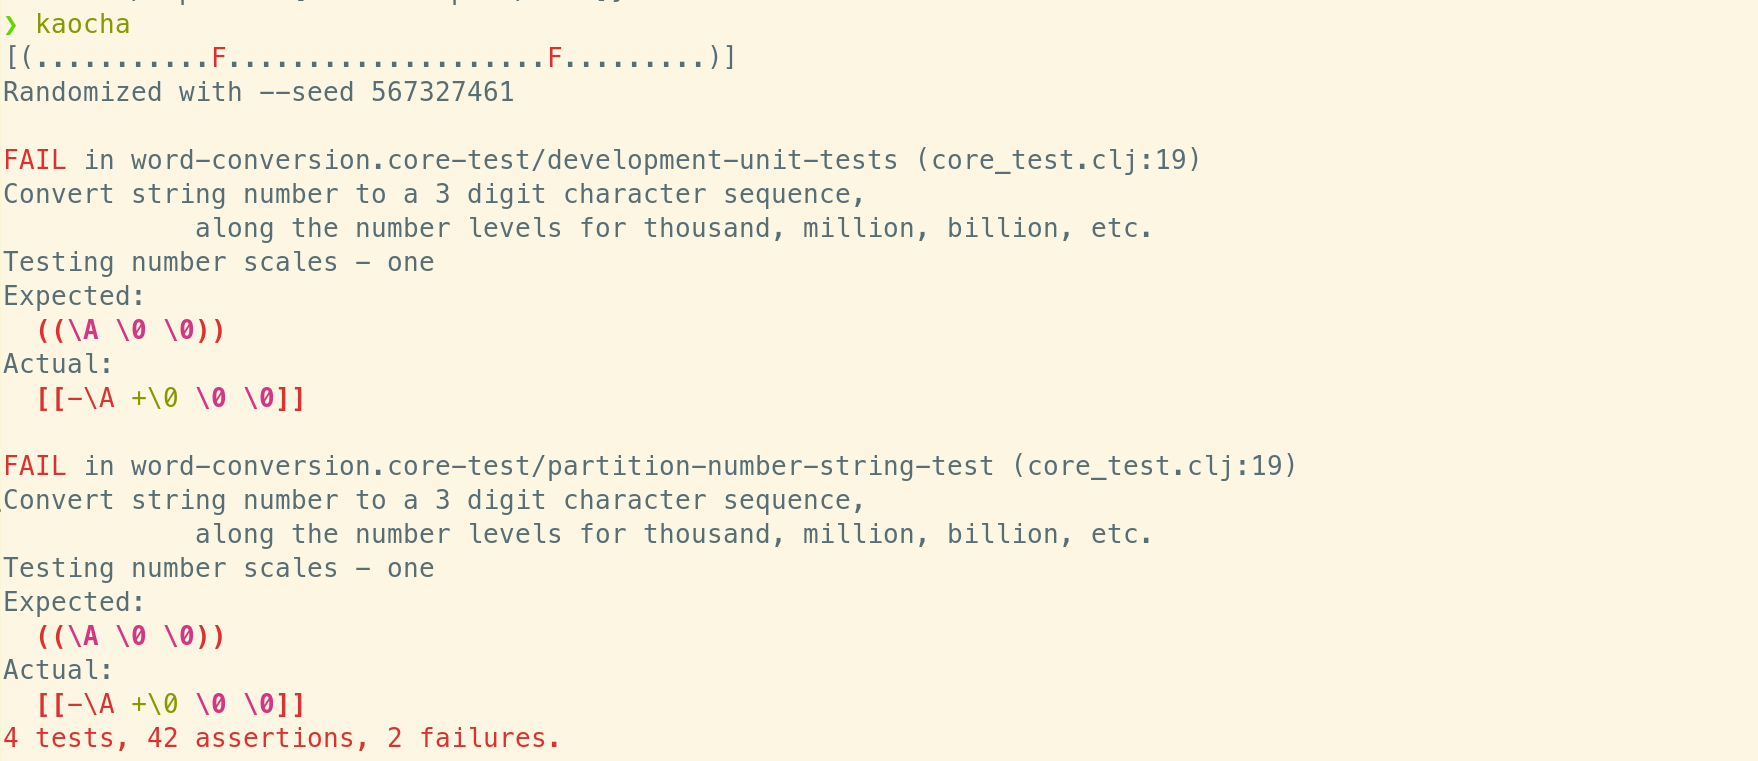 ❯ kaocha
[(...........F....................F.........)]
Randomized with --seed 567327461
FAIL in word-conversion.core-test/development-unit-tests (core_test.clj:19)
Convert string number to a 3 digit character sequence,
            along the number levels for thousand, million, billion, etc.
Testing number scales - one
Expected:
  ((\A \0 \0))
Actual:
  [[-\A +\0 \0 \0]]
FAIL in word-conversion.core-test/partition-number-string-test (core_test.clj:19)
Convert string number to a 3 digit character sequence,
            along the number levels for thousand, million, billion, etc.
Testing number scales - one
Expected:
  ((\A \0 \0))
Actual:
  [[-\A +\0 \0 \0]]
4 tests, 42 assertions, 2 failures.